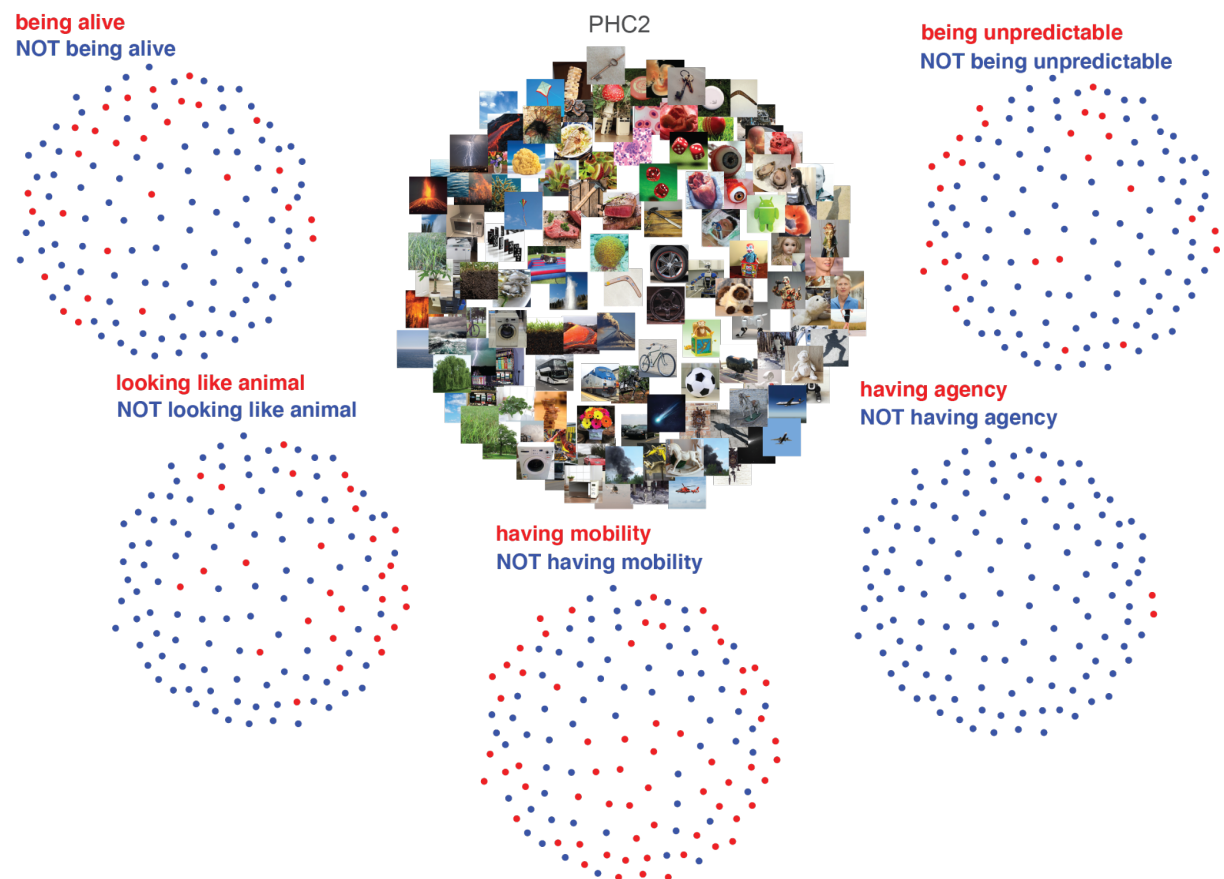 being alive
NOT being alive
PHC2
being unpredictable
NOT being unpredictable
looking like animal
NOT looking like animal
having agency
NOT having agency
having mobility
NOT having mobility